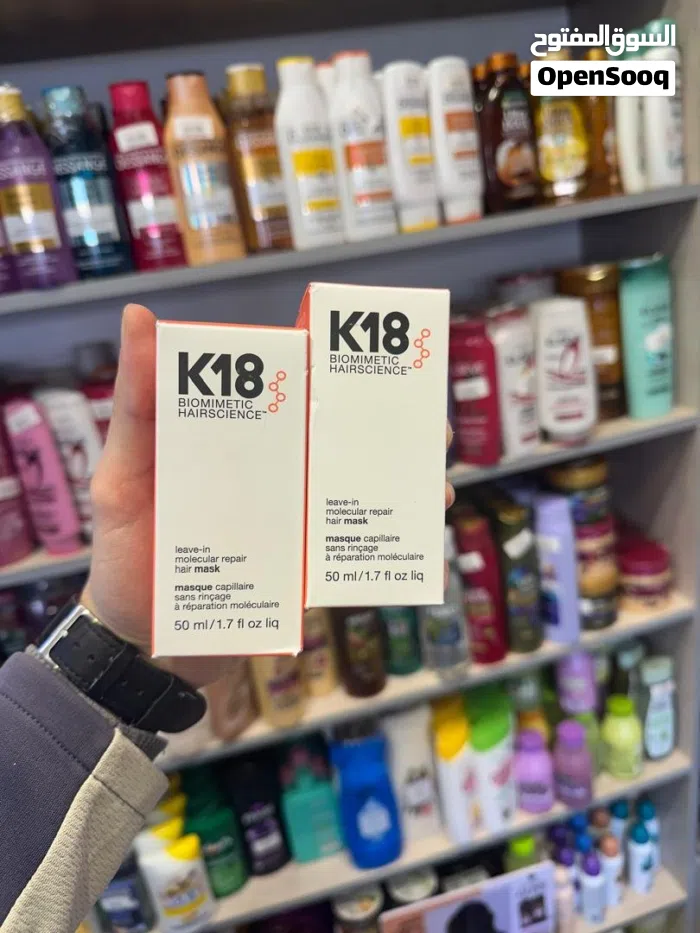 السوق المفتوح
OpenSooq
K18
BIOMIMETIC
HAIRSCIENCE™
leave-in
molecular repair
hair mask
masque capillaire
sans rinçage
à réparation moléculaire
50 ml/1.7 fl oz liq
K18
BIOMIMETIC
HAIRSCIENCE™
leave-in
molecular repair
hair mask
masque capillaire
sans rinçage
à réparation moléculaire
50 ml/1.7 fl oz liq